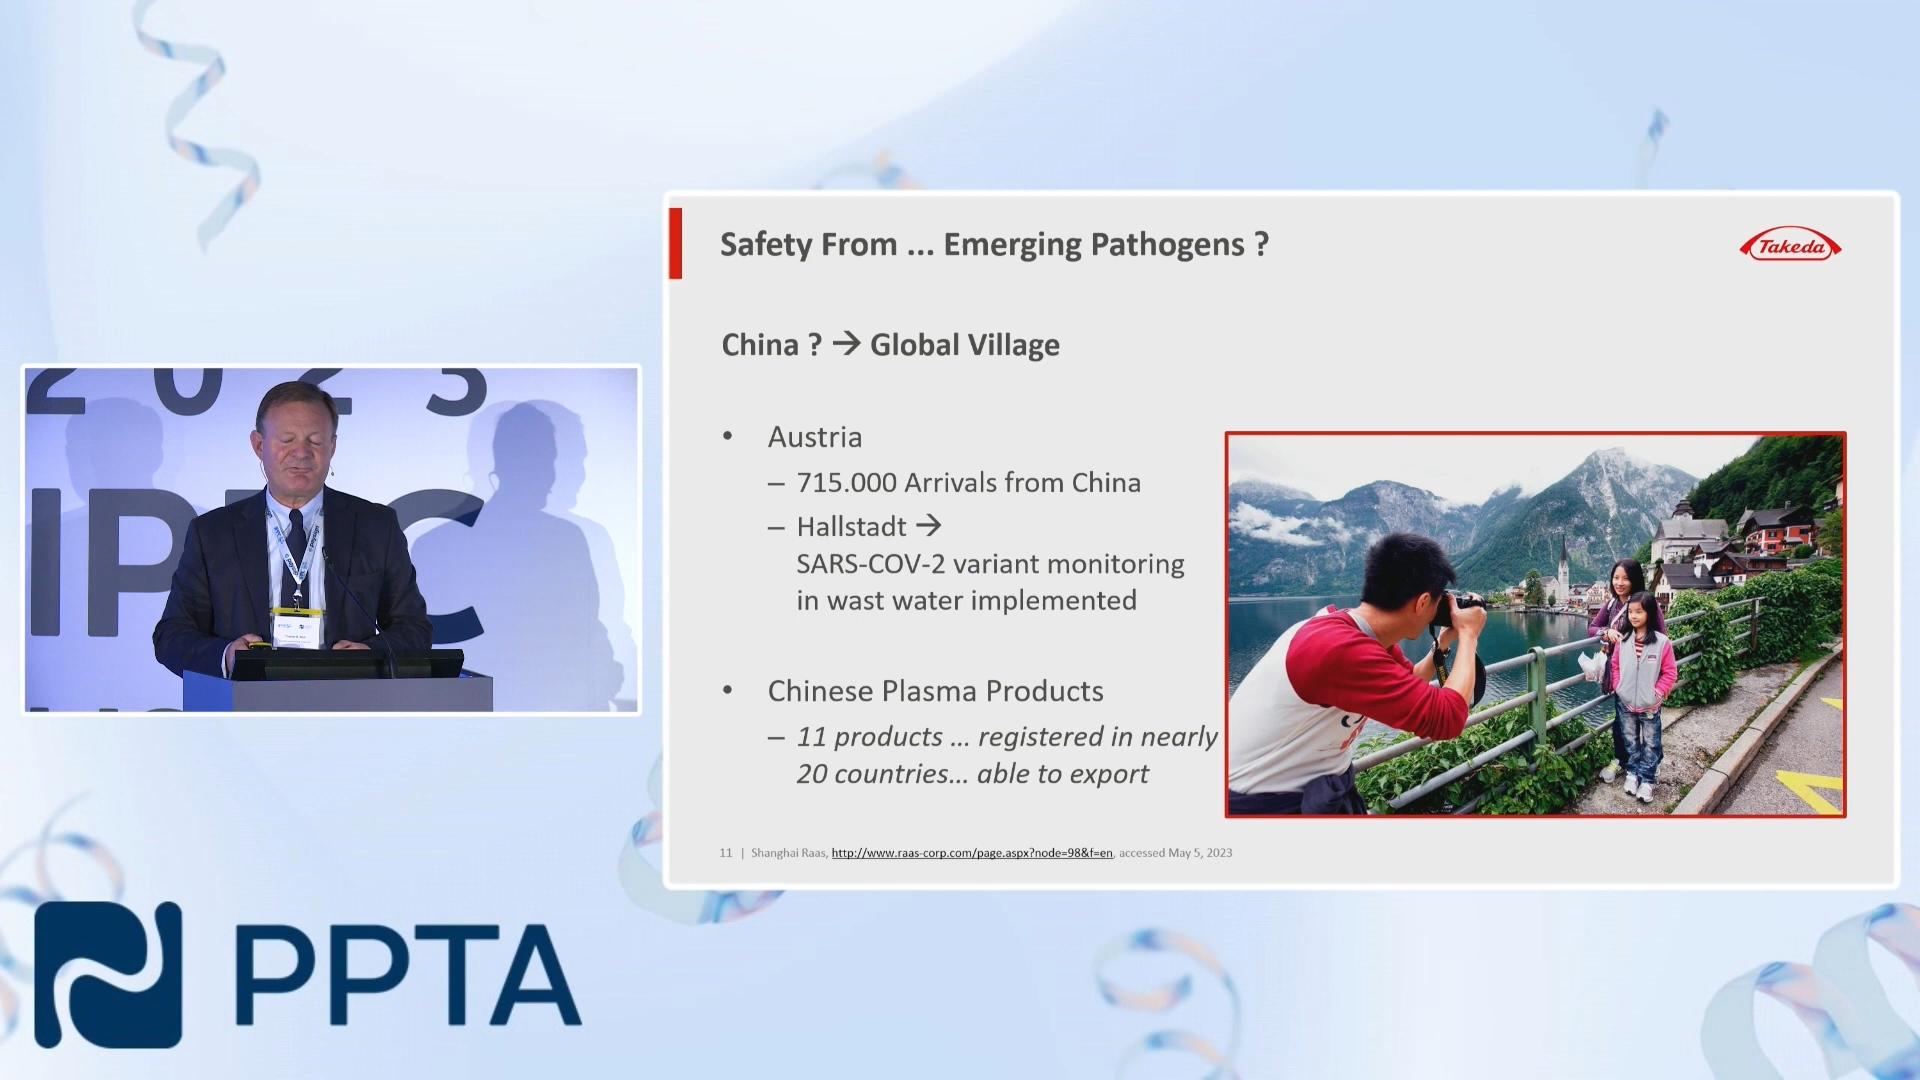 Safety From ... Emerging Pathogens ?
Takeda
China ? → Global Village
• Austria
– 715.000 Arrivals from China
– Hallstadt →
SARS-COV-2 variant monitoring
in wast water implemented
• Chinese Plasma Products
– 11 products ... registered in nearly
20 countries... able to export
11 | Shanghai Raas, http://www.raas-corp.com/page.aspx?node=98&f=en, accessed May 5, 2023
2023
PPTA